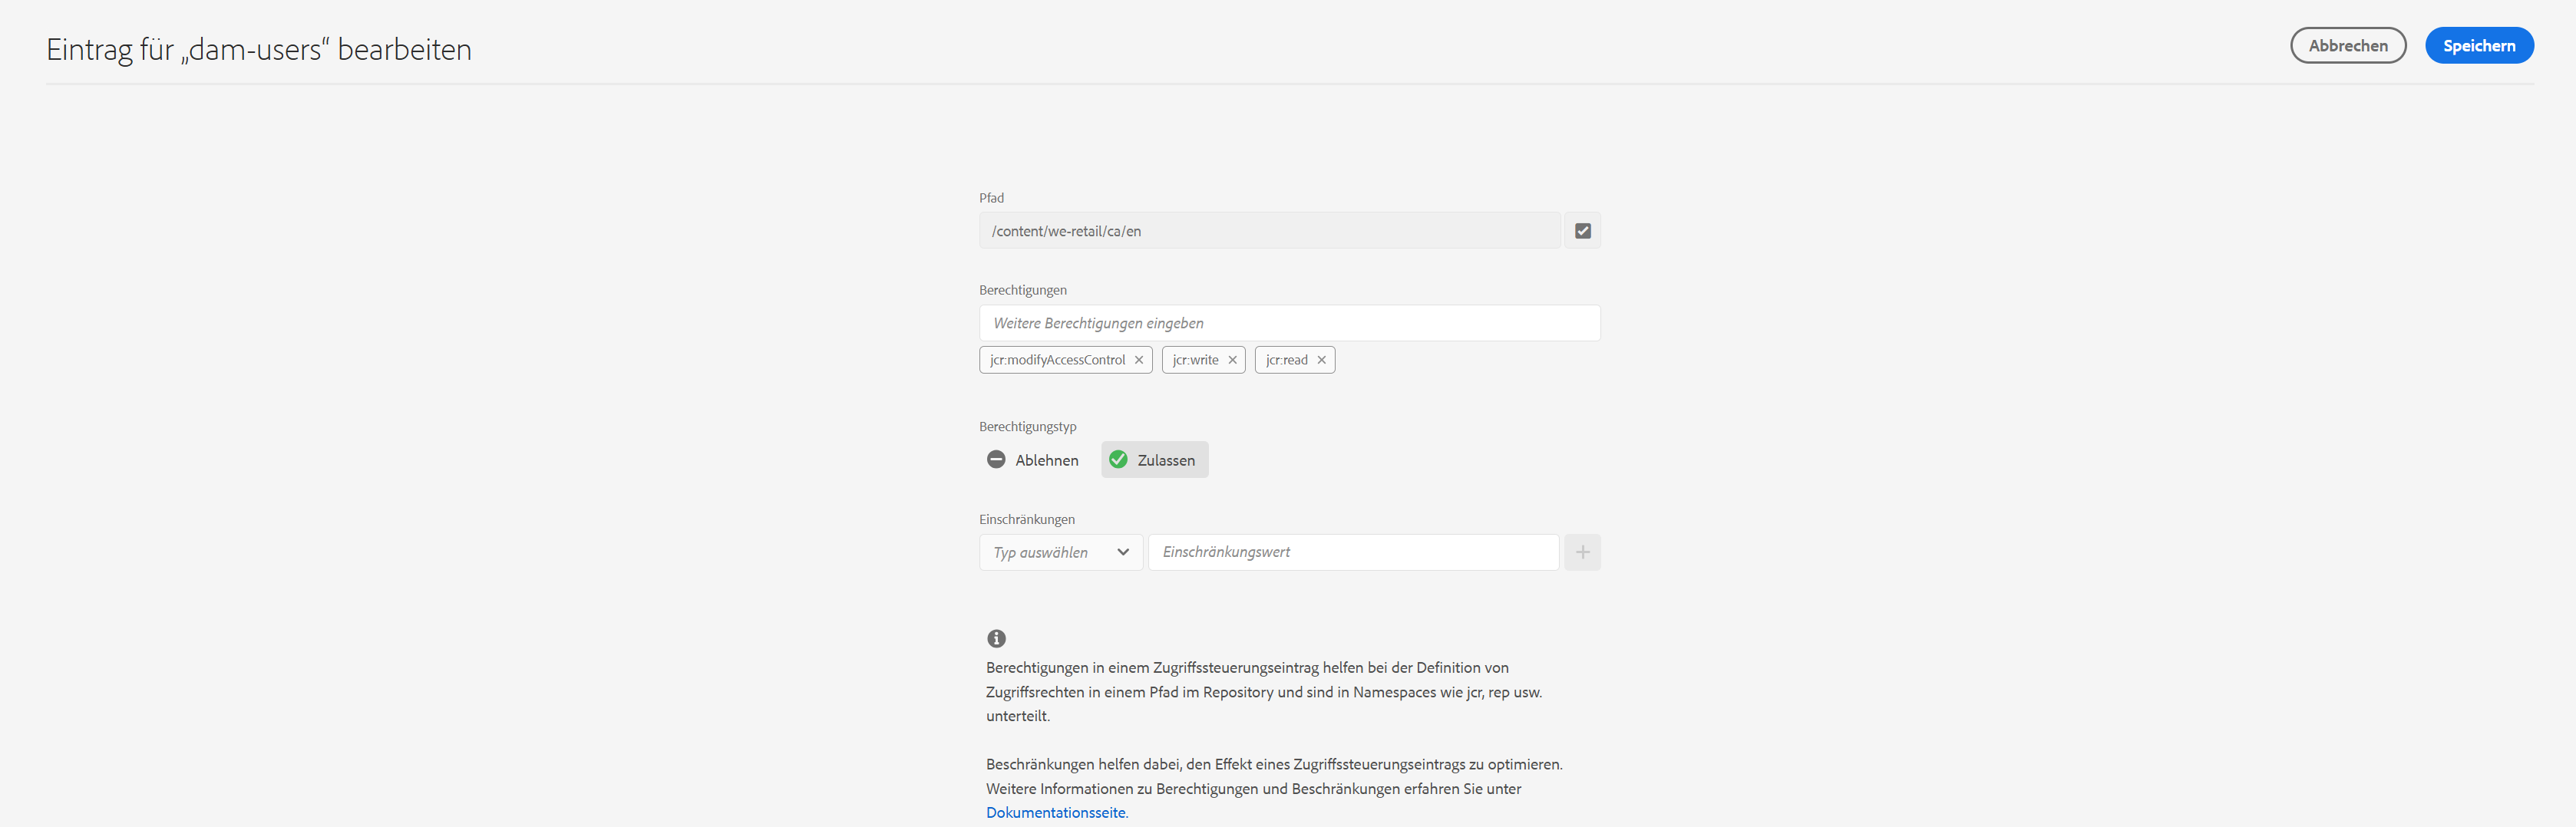 Eintrag für „dam-users“ bearbeiten
Abbrechen
Speichern
Pfad
/content/we-retail/ca/en
Berechtigungen
Weitere Berechtigungen eingeben
jcr:modifyAccessControl
jcr:write
jcr:read
Berechtigungstyp
Ablehnen
Zulassen
Einschränkungen
Typ auswählen
Einschränkungswert
Berechtigungen in einem Zugriffssteuerungseintrag helfen bei der Definition von
Zugriffsrechten in einem Pfad im Repository und sind in Namespaces wie jcr, rep usw.
unterteilt.
Beschränkungen helfen dabei, den Effekt eines Zugriffssteuerungseintrags zu optimieren.
Weitere Informationen zu Berechtigungen und Beschränkungen erfahren Sie unter
Dokumentationsseite.